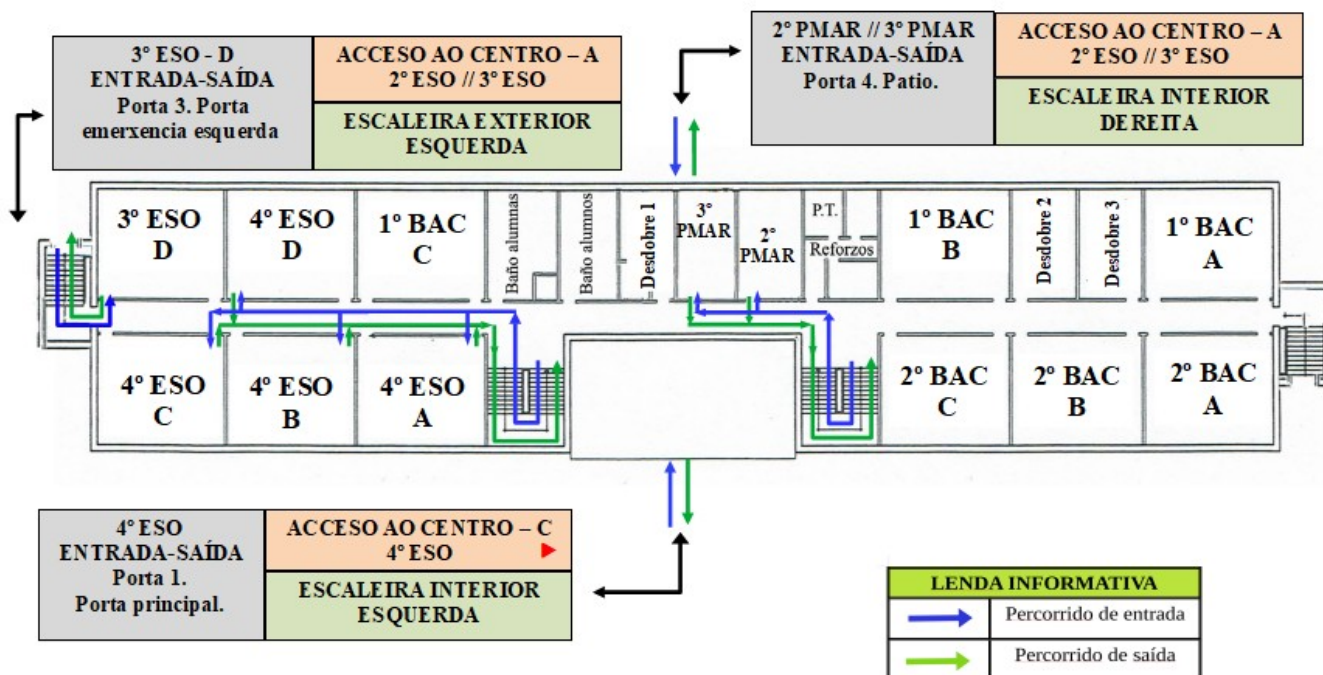 3º ESO - D
ENTRADA-SAÍDA
Porta 3. Porta
emerxencia esquerda
ACCESO AO CENTRO – A
2º ESO // 3º ESO
ESCALEIRA EXTERIOR
ESQUERDA
2º PMAR // 3º PMAR
ENTRADA-SAÍDA
Porta 4. Patio.
ACCESO AO CENTRO – A
2º ESO // 3º ESO
ESCALEIRA INTERIOR
DEREITA
3º ESO
D
4º ESO
D
1º BAC
C
Baño alumnas
Baño alumnos
Desdobre 1
3º
PMAR
2º
PMAR
P.T.
Reforzos
1º BAC
B
Desdobre 2
Desdobre 3
1º BAC
A
4º ESO
C
4º ESO
B
4º ESO
A
2º BAC
C
2º BAC
B
2º BAC
A
4º ESO
ENTRADA-SAÍDA
Porta 1.
Porta principal.
ACCESO AO CENTRO – C
4º ESO
ESCALEIRA INTERIOR
ESQUERDA
LENDA INFORMATIVA
Percorrido de entrada
Percorrido de saída